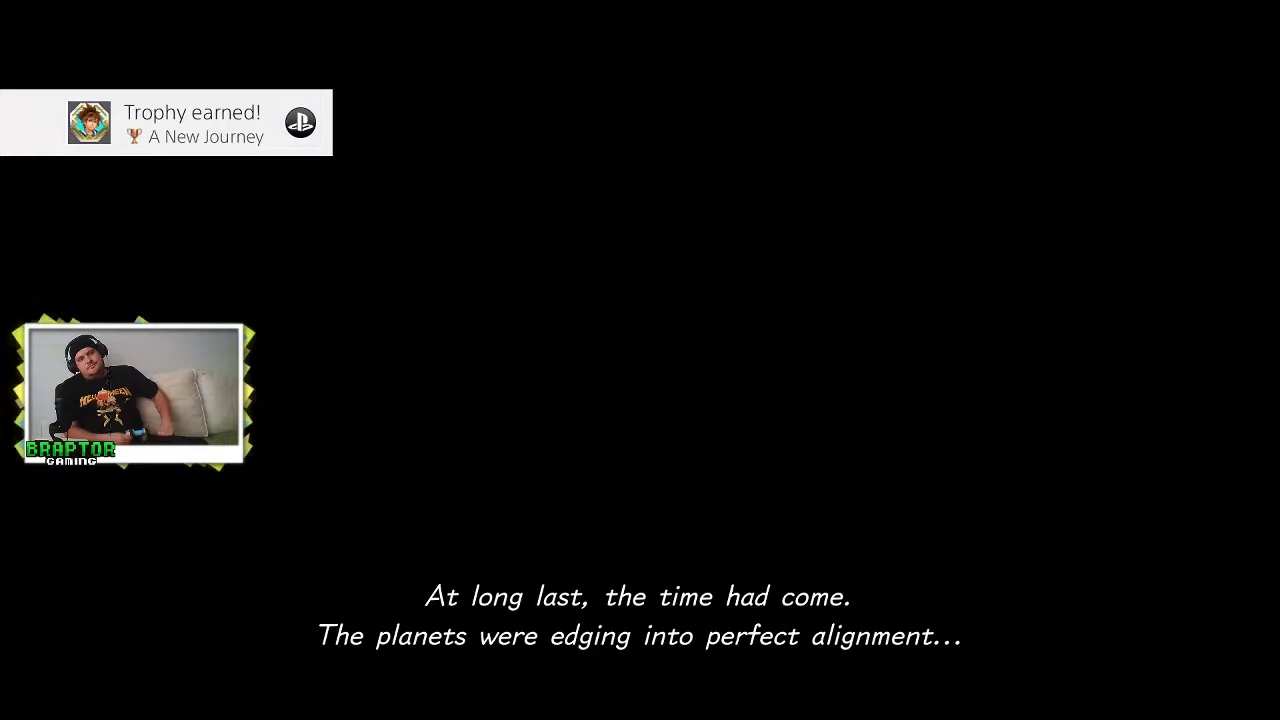 Trophy earned!
A New Journey
HELLOWEEN
BRAPTOR
GAMING
At long last, the time had come.
The planets were edging into perfect alignment...